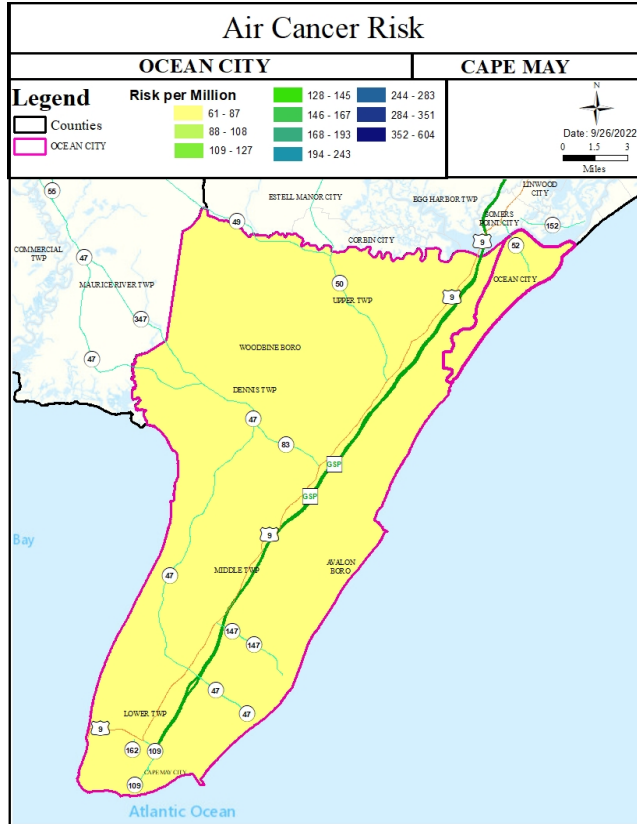 Air Cancer Risk
OCEAN CITY
CAPE MAY
Legend
Counties
OCEAN CITY
Risk per Million
61 - 87
88 - 108
109 - 127
128 - 145
146 - 167
168 - 193
194 - 243
244 - 283
284 - 351
352 - 604
N
Date: 9/26/2022
0 1.5 3
Miles
LINWOOD
CITY
55
ESTELL MANOR CITY
EGG HARBOR TWP
49
SOMERS
POINT CITY
152
COMMERCIAL
TWP
CORBIN CITY
9
52
47
MAURICE RIVER TWP
50
OCEAN CITY
9
UPPER TWP
347
WOODBINE BORO
47
DENNIS TWP
47
83
GSP
GSP
9
Bay
AVALON
BORO
MIDDLE TWP
47
147
147
47
LOWER TWP
47
9
162
109
CAPE MAY CITY
109
Atlantic Ocean